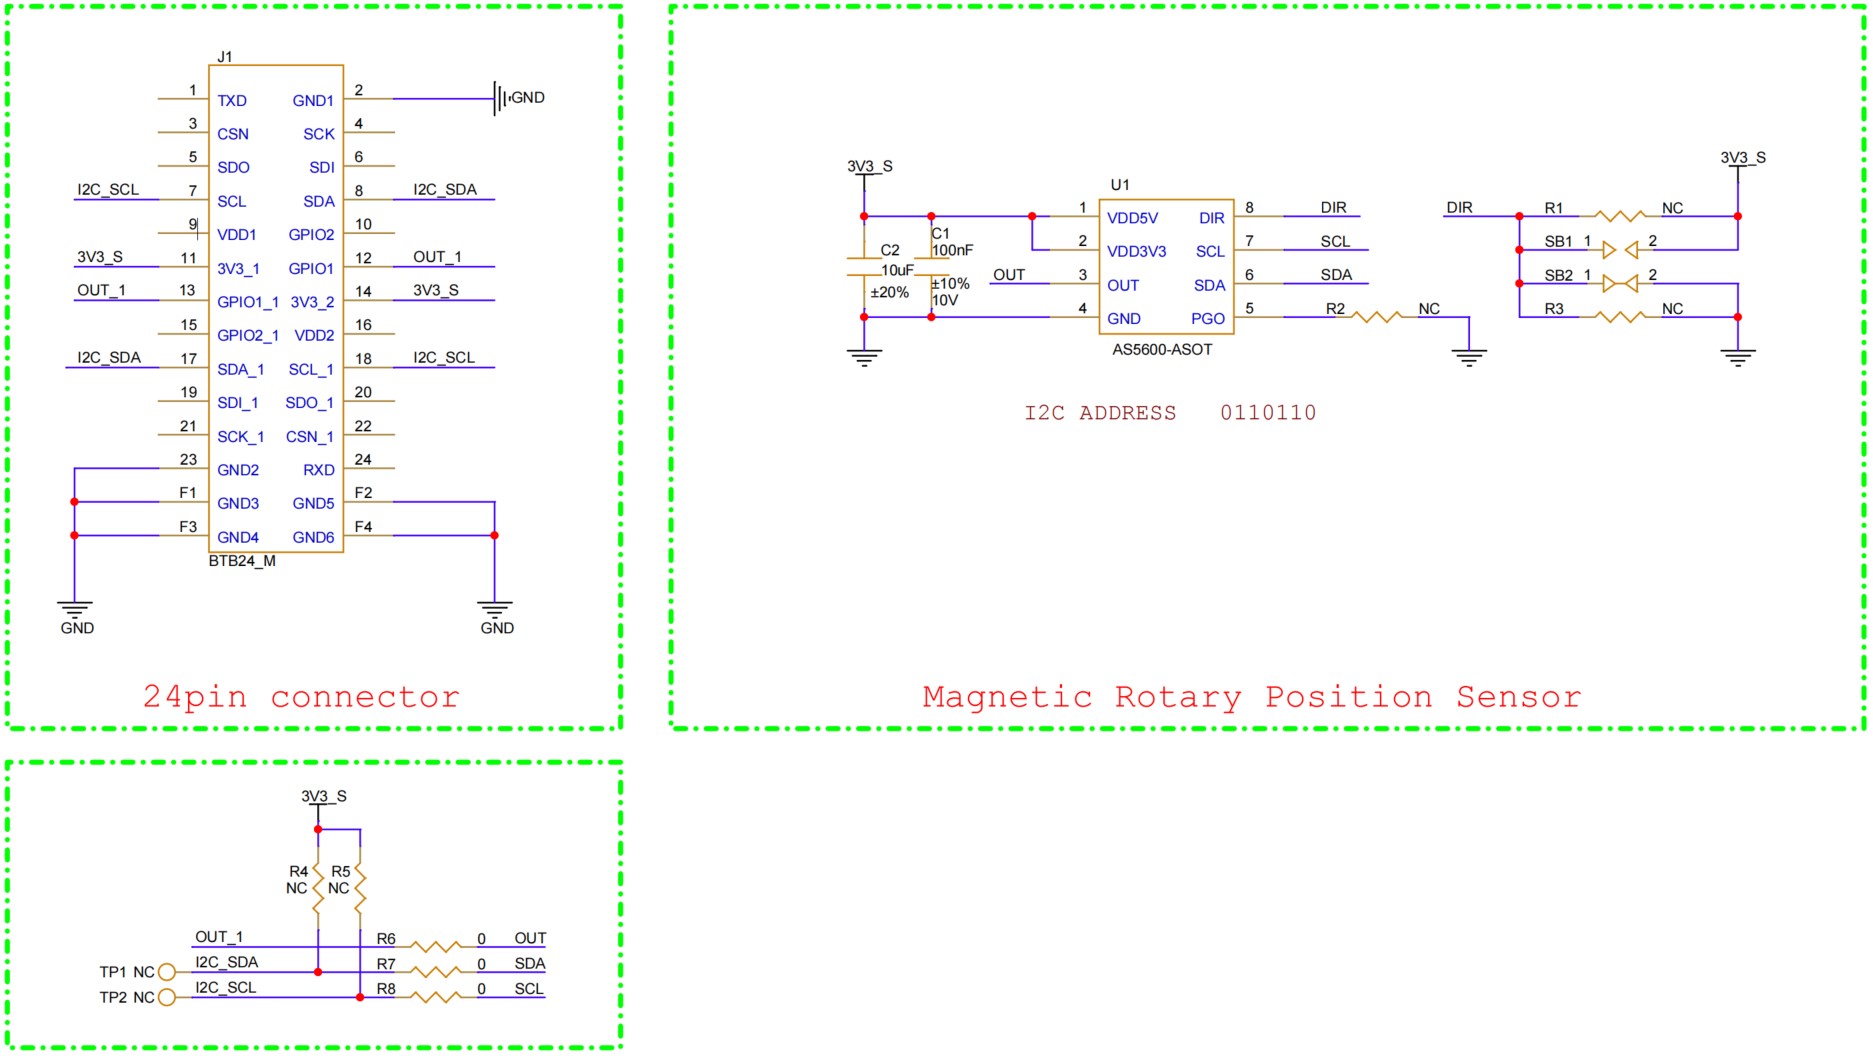 J1
1 TXD GND1 2 GND
3 CSN SCK 4
5 SDO SDI 6
I2C_SCL 7 SCL SDA 8 I2C_SDA
9 VDD1 GPIO2 10
3V3_S 11 3V3_1 GPIO1 12 OUT_1
OUT_1 13 GPIO1_1 3V3_2 14 3V3_S
15 GPIO2_1 VDD2 16
I2C_SDA 17 SDA_1 SCL_1 18 I2C_SCL
19 SDI_1 SDO_1 20
21 SCK_1 CSN_1 22
23 GND2 RXD 24
F1 GND3 GND5 F2
F3 GND4 GND6 F4
BTB24_M
GND GND
24pin connector
3V3_S
U1
1 VDD5V DIR 8 DIR
2 VDD3V3 SCL 7 SCL
OUT 3 OUT SDA 6 SDA
4 GND PGO 5 R2 NC
AS5600-ASOT
C1
100nF
±10%
10V
C2
10uF
±20%
3V3_S
DIR R1 NC
SB1 1 2
SB2 1 2
R3 NC
I2C ADDRESS 0110110
Magnetic Rotary Position Sensor
3V3_S
R4 R5
NC NC
OUT_1 R6 0 OUT
TP1 NC I2C_SDA R7 0 SDA
TP2 NC I2C_SCL R8 0 SCL